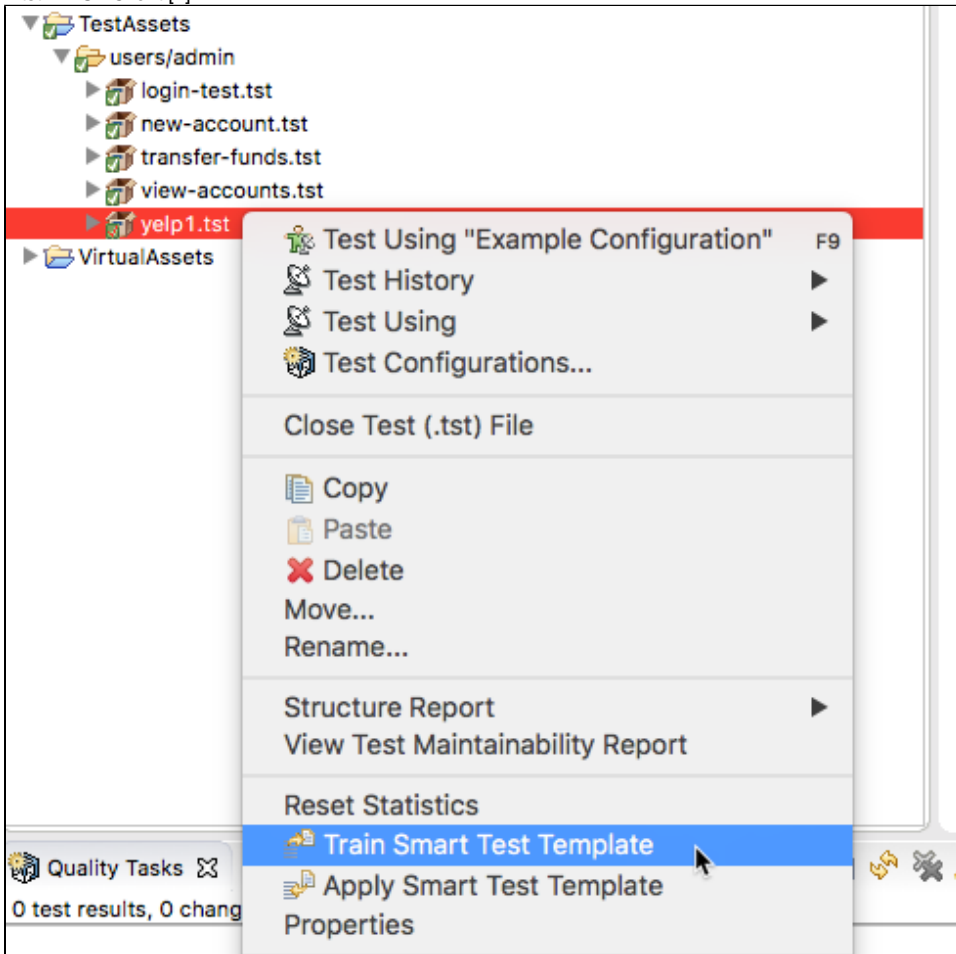 TestAssets
users/admin
login-test.tst
new-account.tst
transfer-funds.tst
view-accounts.tst
yelp1.tst
VirtualAssets
Test Using "Example Configuration" F9
Test History
Test Using
Test Configurations...
Close Test (.tst) File
Copy
Paste
Delete
Move...
Rename...
Structure Report
View Test Maintainability Report
Reset Statistics
Train Smart Test Template
Apply Smart Test Template
Properties
Quality Tasks
0 test results, 0 chang